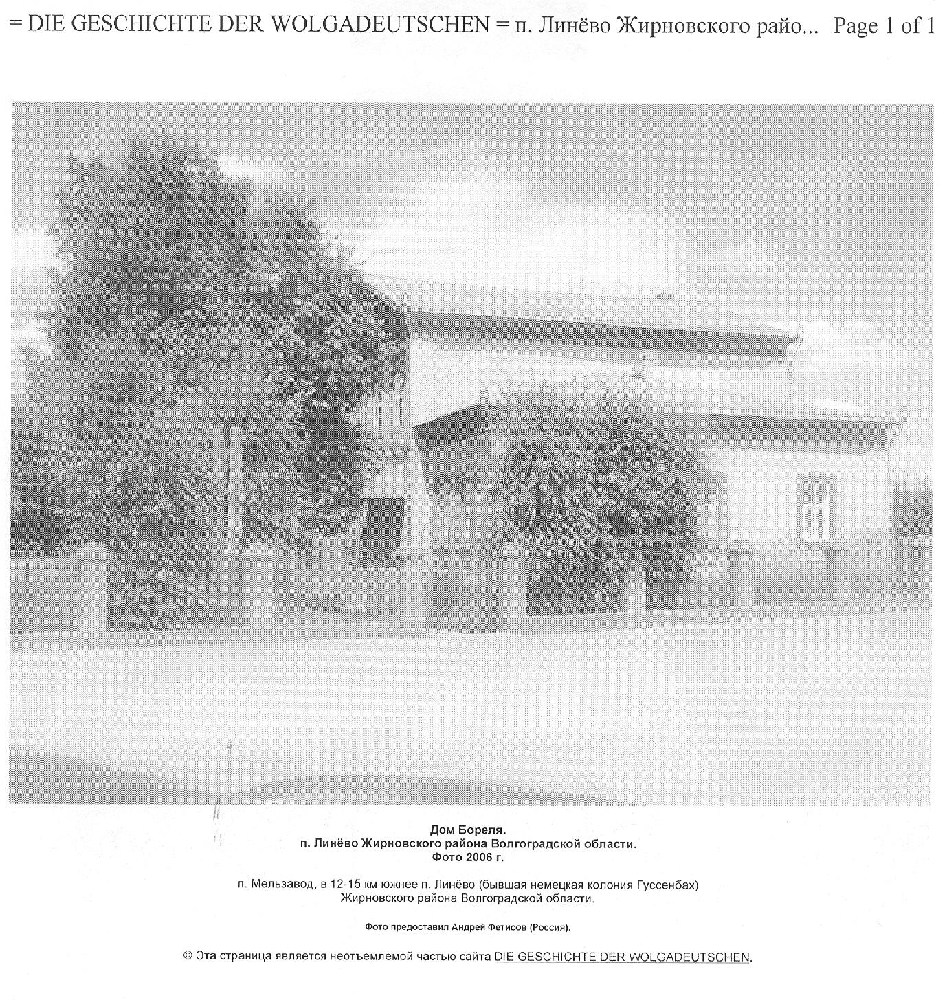 = DIE GESCHICHTE DER WOLGADEUTSCHEN = п. Линёво Жирновского райо... Page 1 of 1
Дом Бореля.
п. Линёво Жирновского района Волгоградской области.
Фото 2006 г.
п. Мельзавод, в 12-15 км южнее п. Линёво (бывшая немецкая колония Гуссенбах)
Жирновского района Волгоградской области.
Фото предоставил Андрей Фетисов (Россия).
© Эта страница является неотъемлемой частью сайта DIE GESCHICHTE DER WOLGADEUTSCHEN.